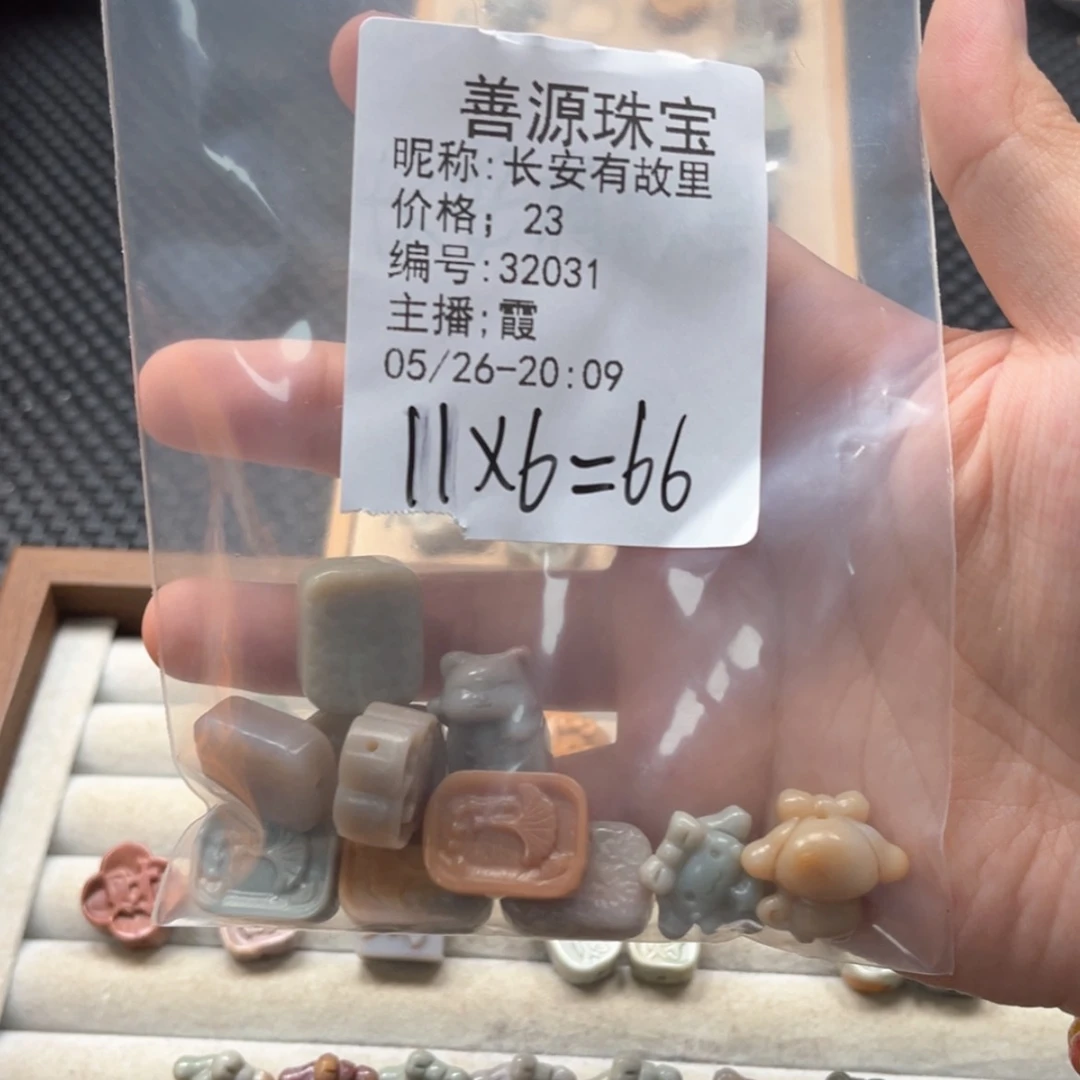 善源珠宝
昵称:长安有故里
价格；23
编号:32031
主播;霞
05/26-20:09
11X6=66